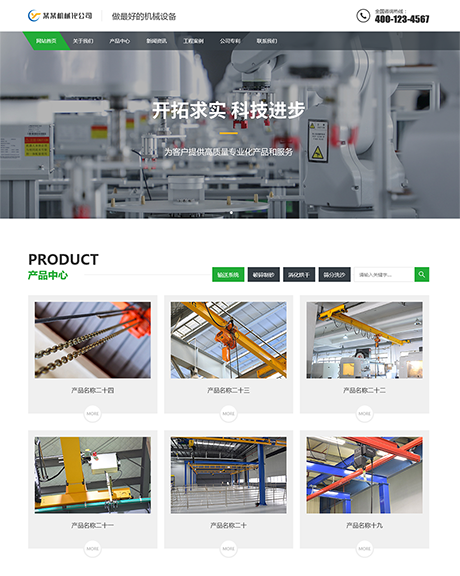 某某机械化公司 做最好的机械设备
全国咨询热线：
400-123-4567
网站首页 关于我们 产品中心 新闻资讯 工程案例 公司专利 联系我们
开拓求实 科技进步
为客户提供高质量专业化产品和服务
PRODUCT
产品中心
输送系统 破碎制砂 消化烘干 筛分洗沙 请输入关键字...
产品名称二十四 产品名称二十三 产品名称二十二
MORE MORE MORE
产品名称二十一 产品名称二十 产品名称十九
MORE MORE MORE